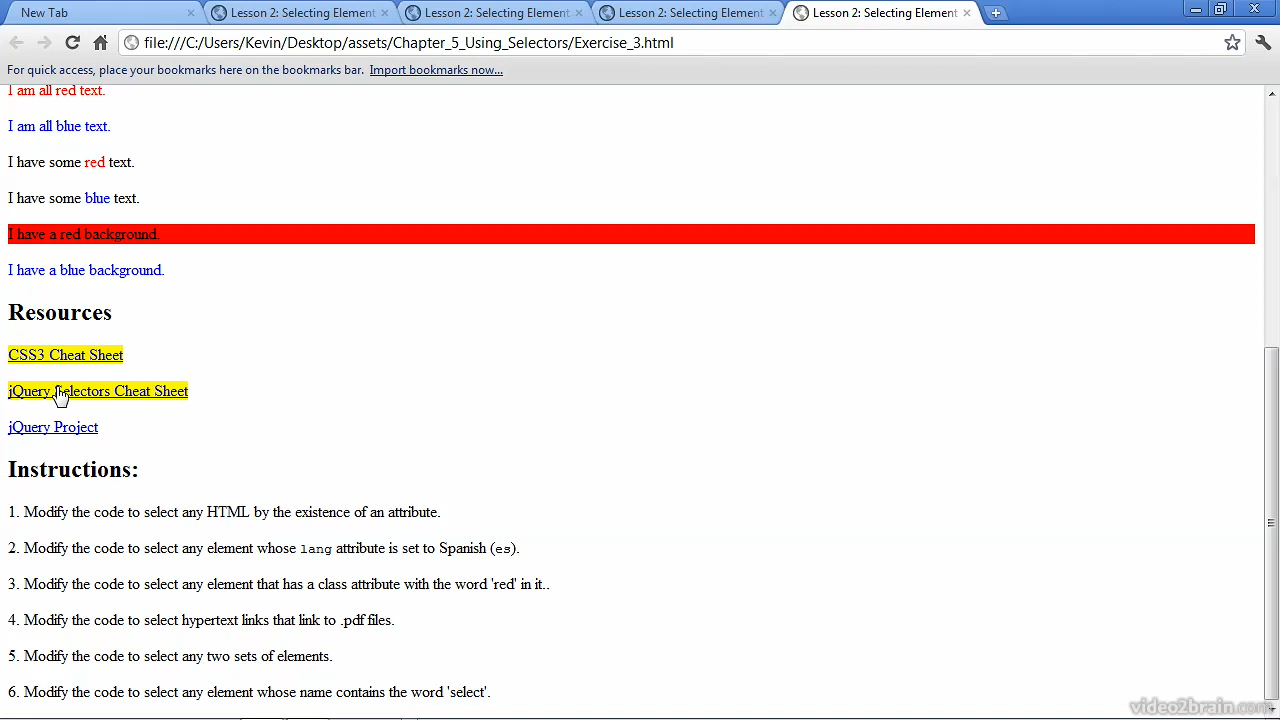 New Tab
Lesson 2: Selecting Element
Lesson 2: Selecting Element
Lesson 2: Selecting Element
Lesson 2: Selecting Element
file:///C:/Users/Kevin/Desktop/assets/Chapter_5_Using_Selectors/Exercise_3.html
For quick access, place your bookmarks here on the bookmarks bar. Import bookmarks now...
I am all red text.
I am all blue text.
I have some red text.
I have some blue text.
I have a red background.
I have a blue background.
Resources
CSS3 Cheat Sheet
jQuery Selectors Cheat Sheet
jQuery Project
Instructions:
1. Modify the code to select any HTML by the existence of an attribute.
2. Modify the code to select any element whose lang attribute is set to Spanish (es).
3. Modify the code to select any element that has a class attribute with the word 'red' in it..
4. Modify the code to select hypertext links that link to .pdf files.
5. Modify the code to select any two sets of elements.
6. Modify the code to select any element whose name contains the word 'select'.
video2brain.com